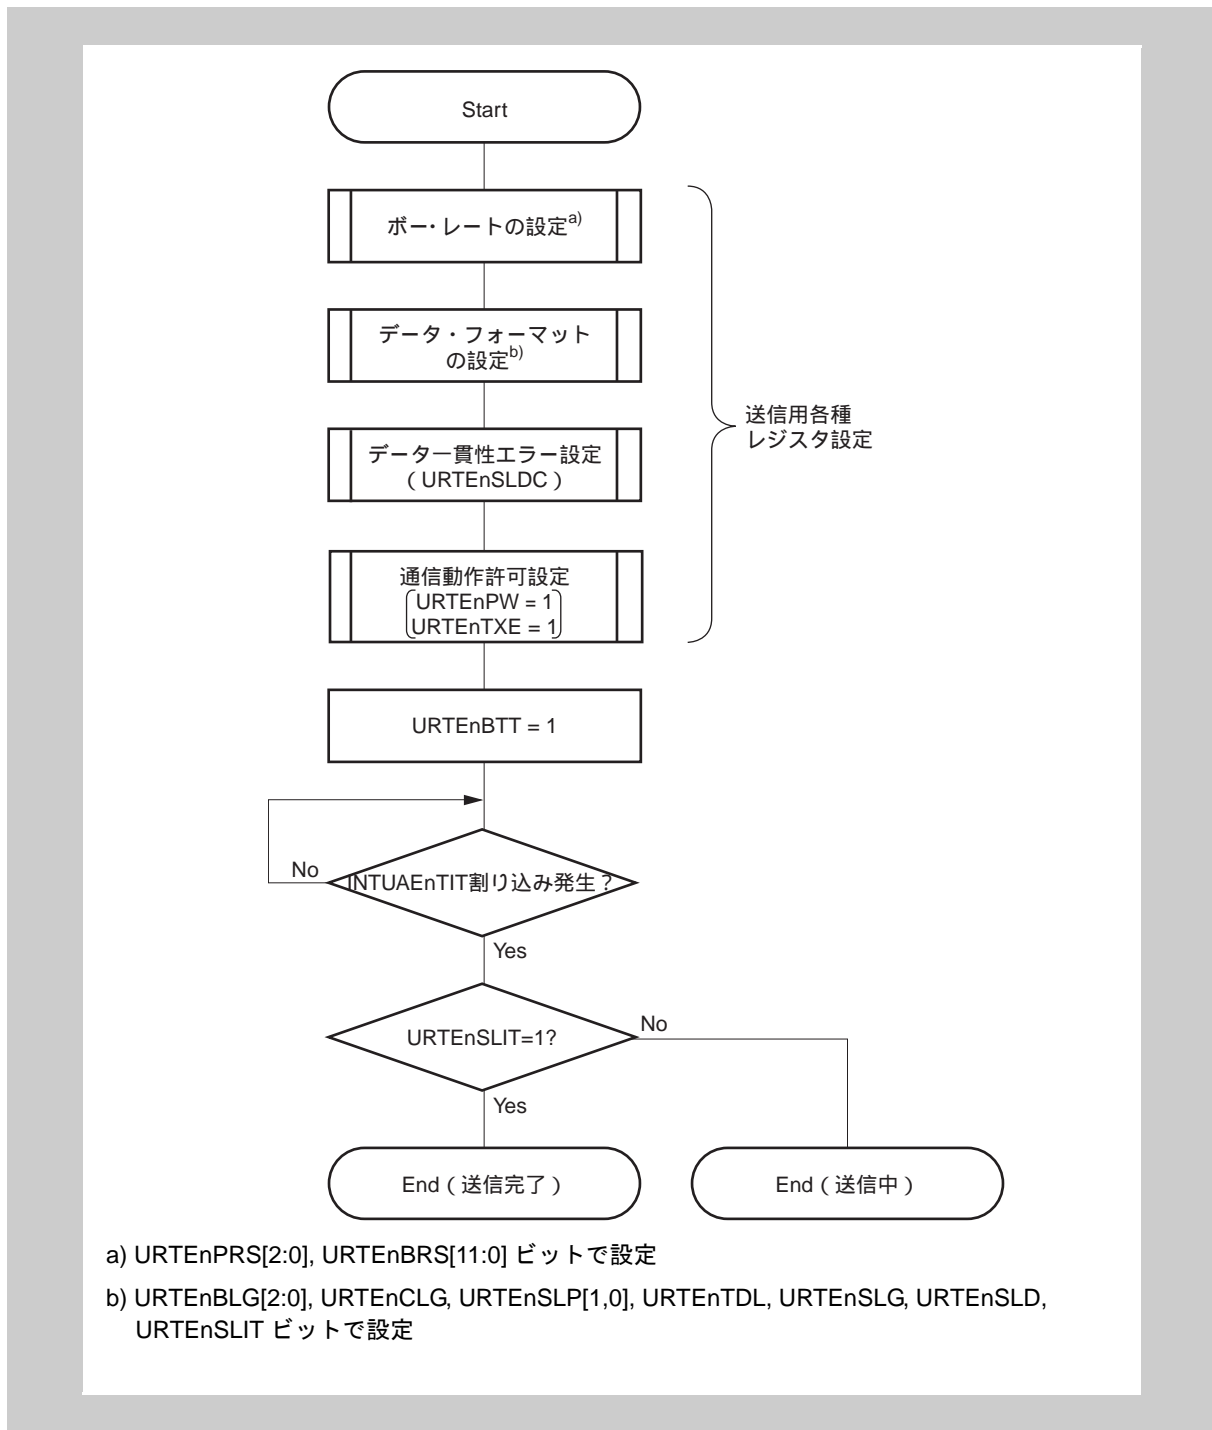 Start
ボー・レートの設定a)
データ・フォーマット
の設定b)
データ一貫性エラー設定
（URTEnSLDC）
通信動作許可設定
URTEnPW = 1
URTEnTXE = 1
送信用各種
レジスタ設定
URTEnBTT = 1
No
INTUAEnTIT割り込み発生？
Yes
URTEnSLIT=1?
No
Yes
End（送信完了）
End（送信中）
a) URTEnPRS[2:0], URTEnBRS[11:0] ビットで設定
b) URTEnBLG[2:0], URTEnCLG, URTEnSLP[1,0], URTEnTDL, URTEnSLG, URTEnSLD,
URTEnSLIT ビットで設定